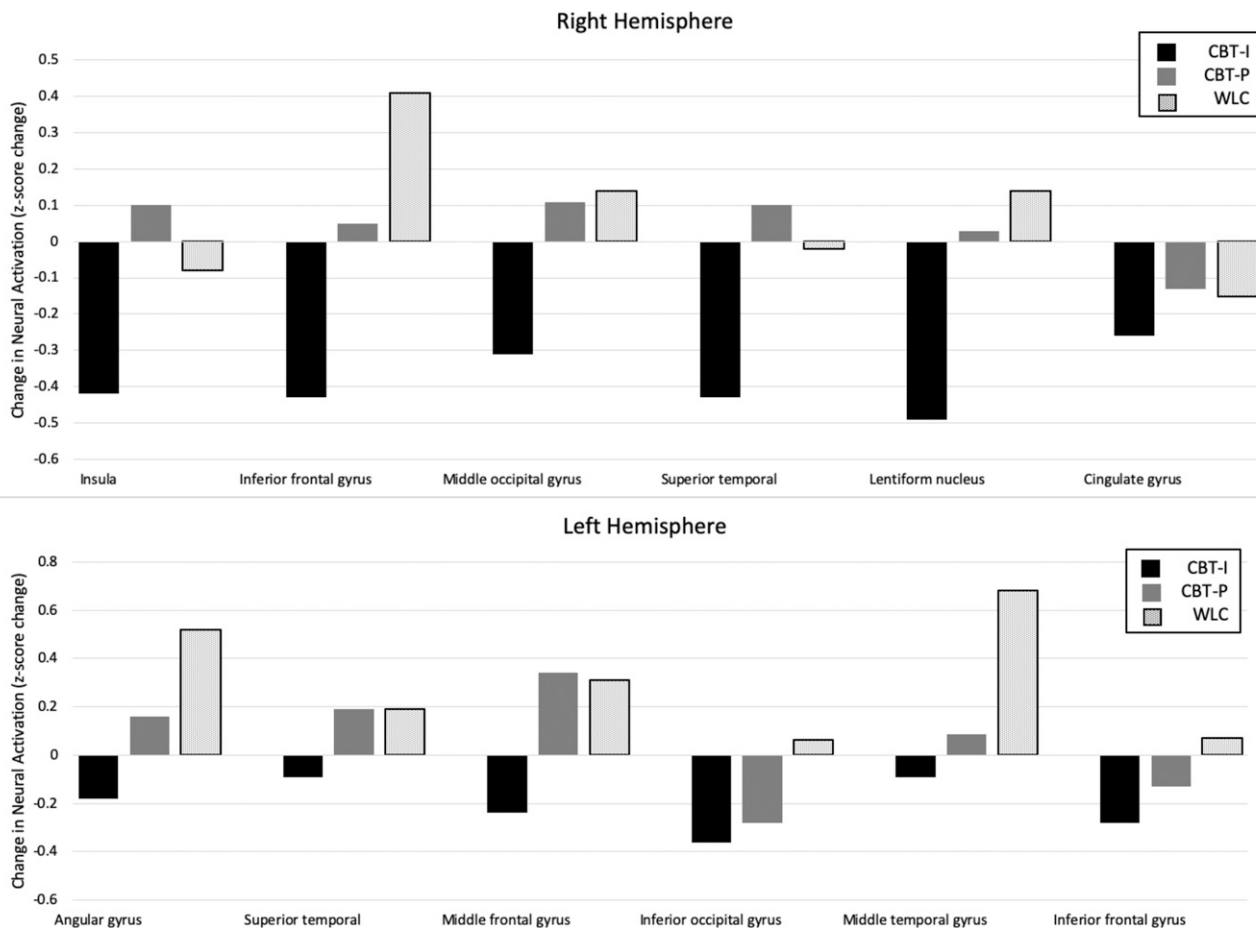 Right Hemisphere
CBT-I
CBT-P
WLC
Change in Neural Activation (z-score change)
0.5
0.4
0.3
0.2
0.1
0
-0.1
-0.2
-0.3
-0.4
-0.5
-0.6
Insula Inferior frontal gyrus Middle occipital gyrus Superior temporal Lentiform nucleus Cingulate gyrus
Left Hemisphere
CBT-I
CBT-P
WLC
Change in Neural Activation (z-score change)
0.8
0.6
0.4
0.2
0
-0.2
-0.4
-0.6
Angular gyrus Superior temporal Middle frontal gyrus Inferior occipital gyrus Middle temporal gyrus Inferior frontal gyrus